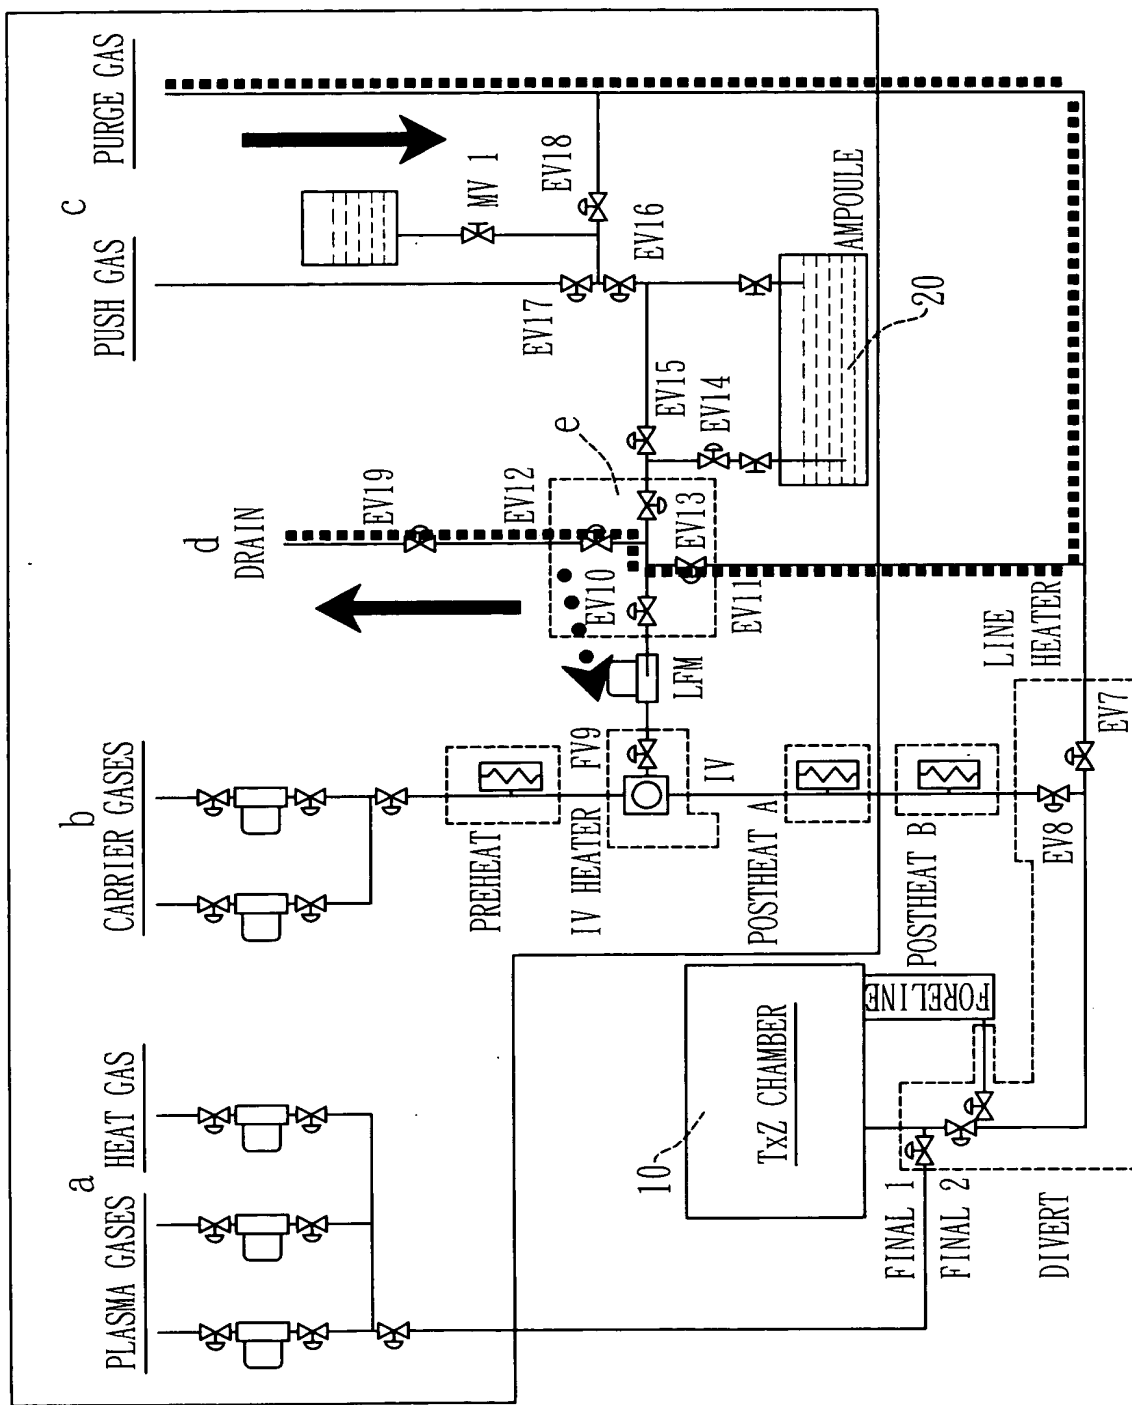 a
b
d
c
PLASMA GASES
HEAT GAS
CARRIER GASES
DRAIN
PUSH GAS
PURGE GAS
EV19
MV 1
EV12
EV17
EV18
EV16
e
PREHEAT
IV HEATER
FV9
EV10
LFM
EV13
EV11
EV15
EV14
IV
POSTHEAT A
AMPOULE
20
10
TxZ CHAMBER
FORELINE
POSTHEAT B
LINE
HEATER
FINAL 1
FINAL 2
DIVERT
EV8
EV7